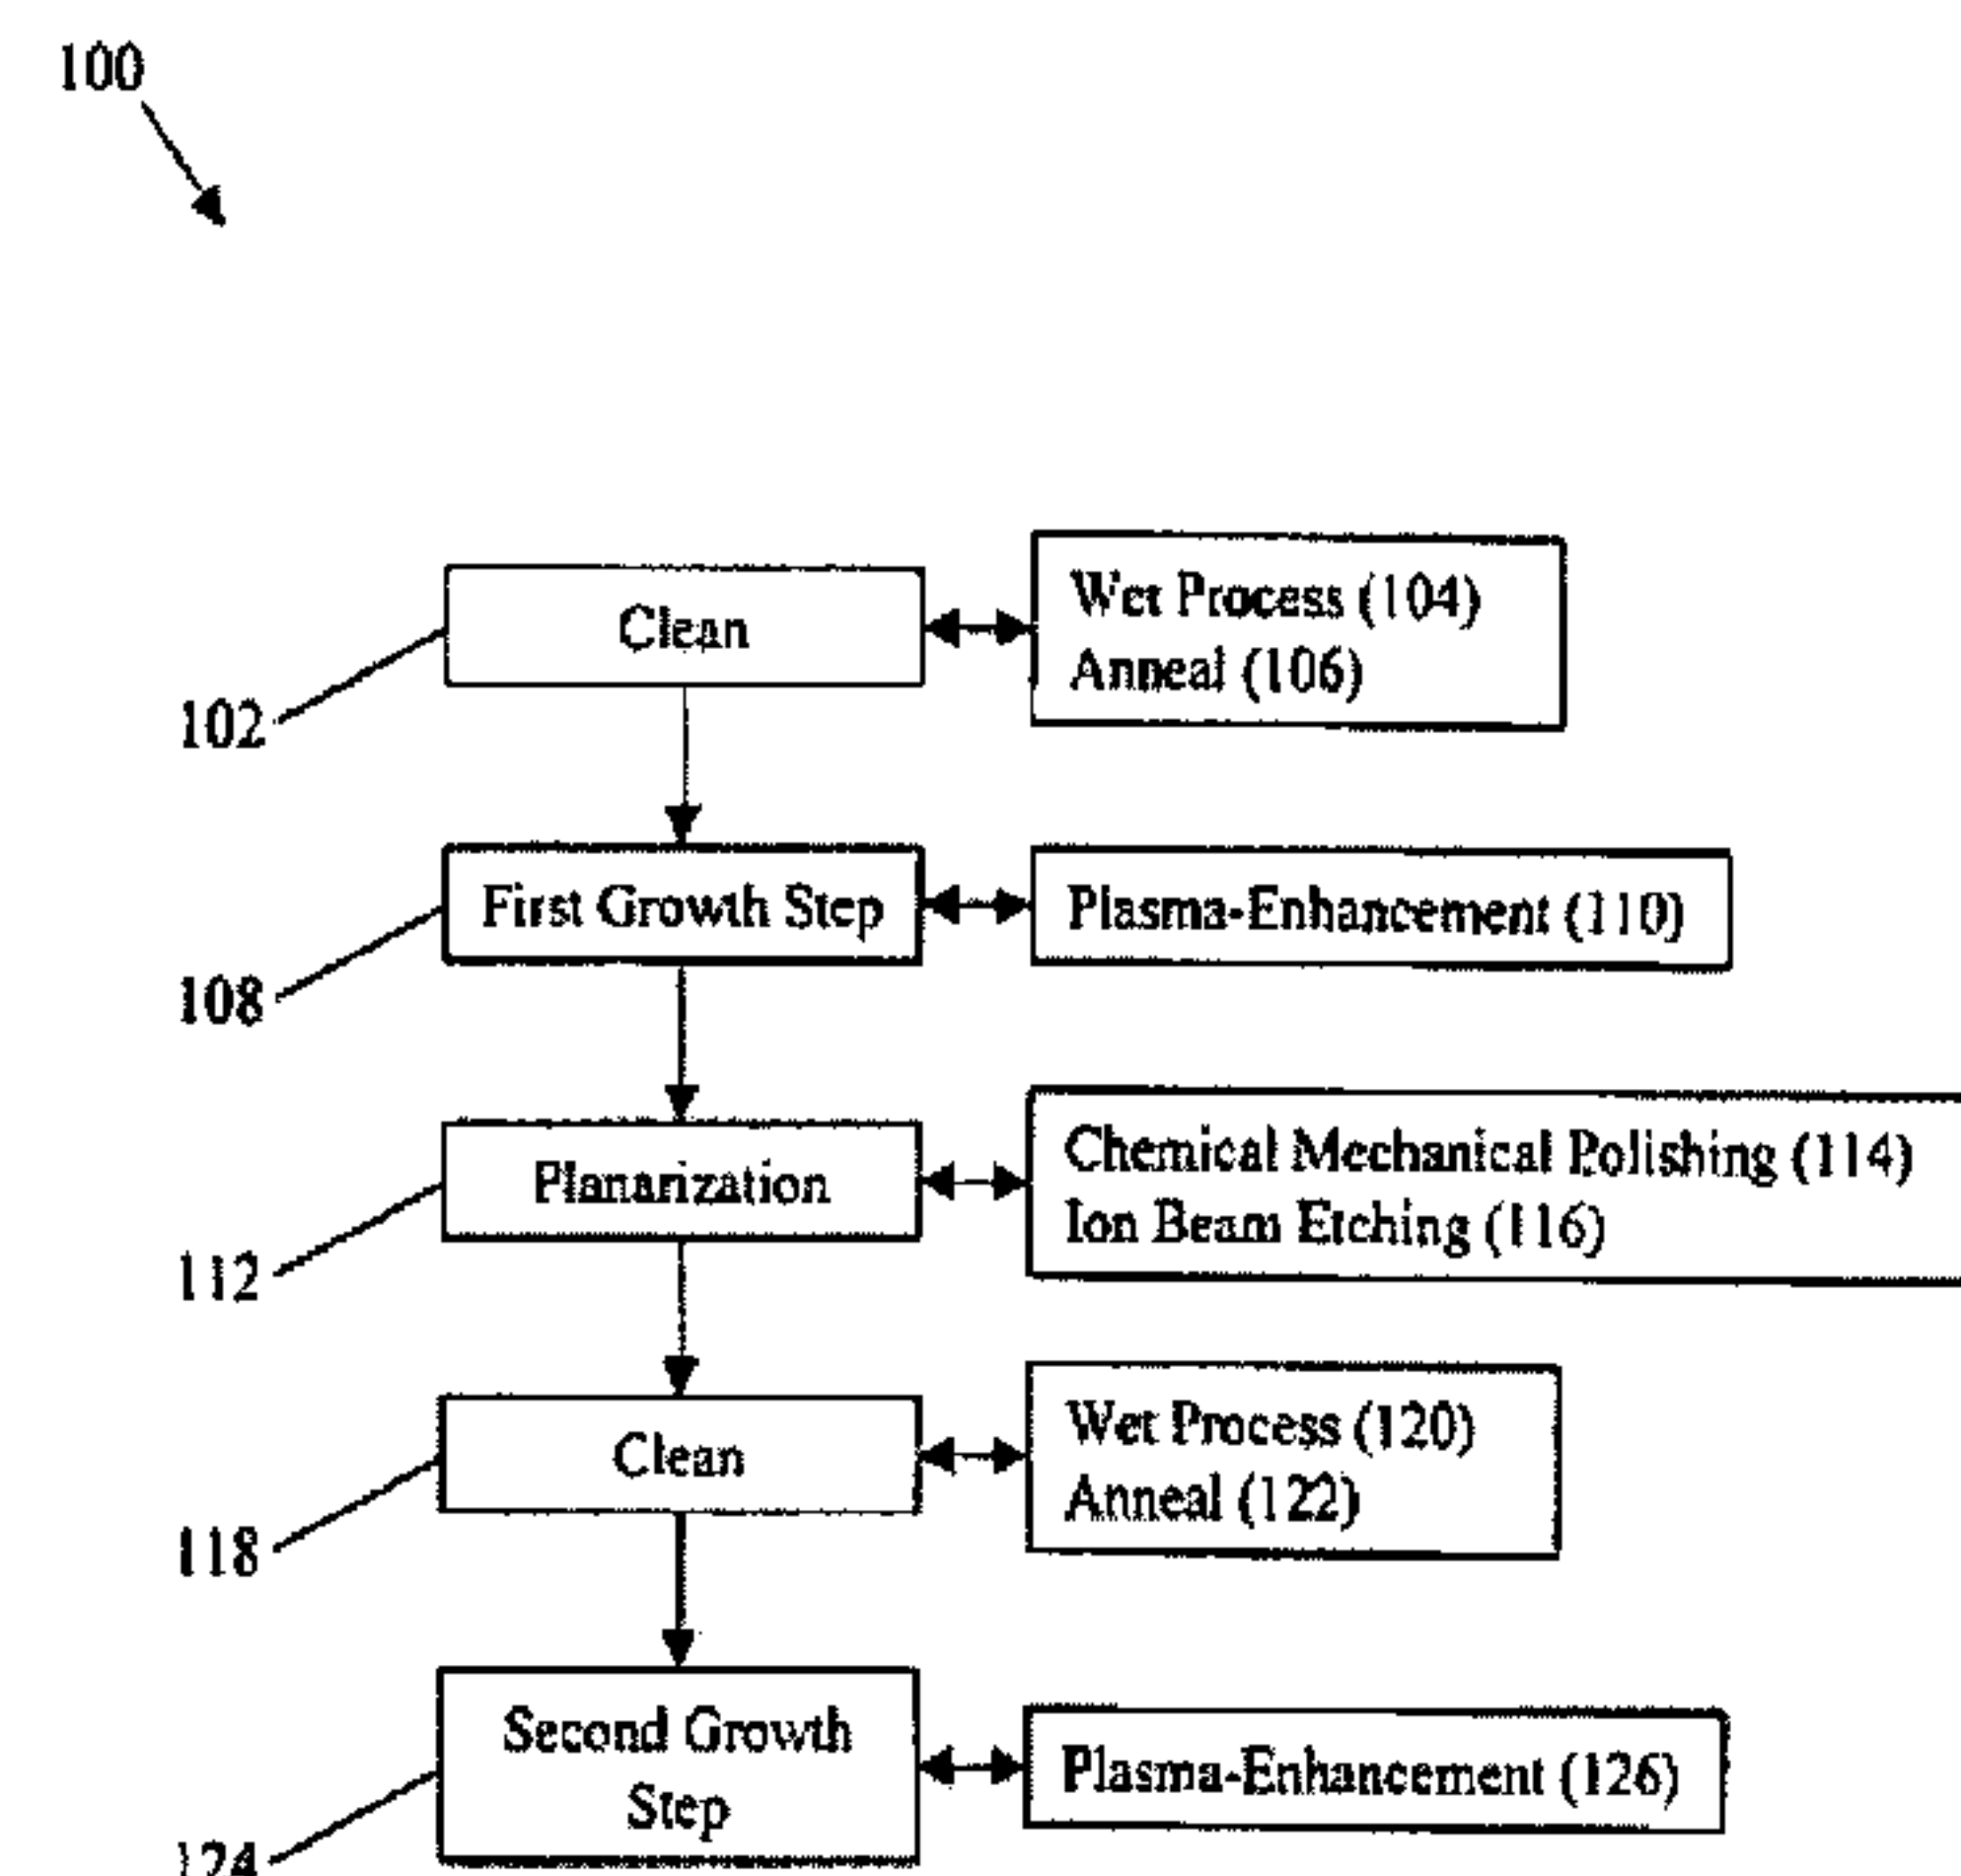 100
Clean
Wet Process (104)
Anneal (106)
102
First Growth Step
Plasma-Enhancement (110)
108
Planarization
Chemical Mechanical Polishing (114)
Ion Beam Etching (116)
112
Clean
Wet Process (120)
Anneal (122)
118
Second Growth
Step
Plasma-Enhancement (126)
124